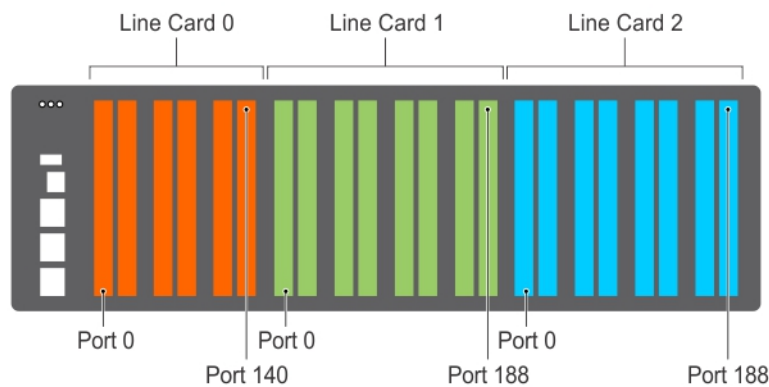 Line Card 0
Line Card 1
Line Card 2
Port 0
Port 0
Port 0
Port 140
Port 188
Port 188